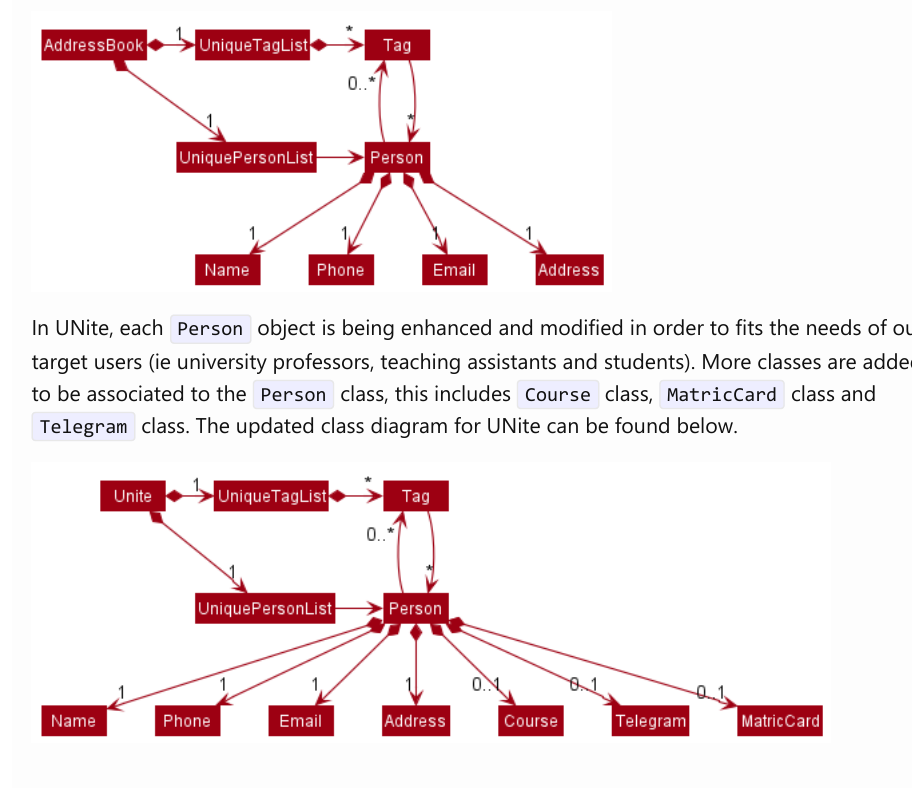 AddressBook 1 UniqueTagList * Tag
0..*
1 *
UniquePersonList Person
1 1 1 1
Name Phone Email Address
In UNite, each Person object is being enhanced and modified in order to fits the needs of
target users (ie university professors, teaching assistants and students). More classes are
to be associated to the Person class, this includes Course class, MatricCard class and
Telegram class. The updated class diagram for UNite can be found below.
Unite 1 UniqueTagList * Tag
0..*
1 *
UniquePersonList Person
1 1 1 1 0..1 0..1 0..1
Name Phone Email Address Course Telegram MatricCard